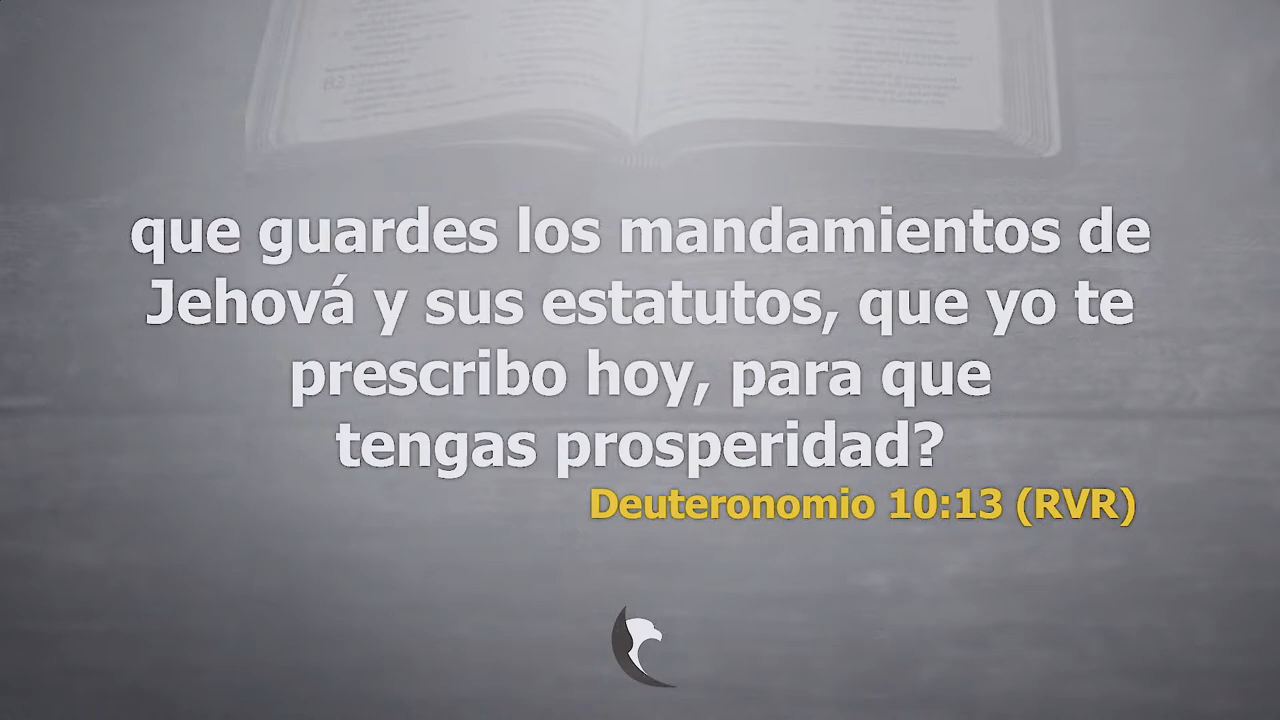 que guardes los mandamientos de
Jehová y sus estatutos, que yo te
prescribo hoy, para que
tengas prosperidad?
Deuteronomio 10:13 (RVR)